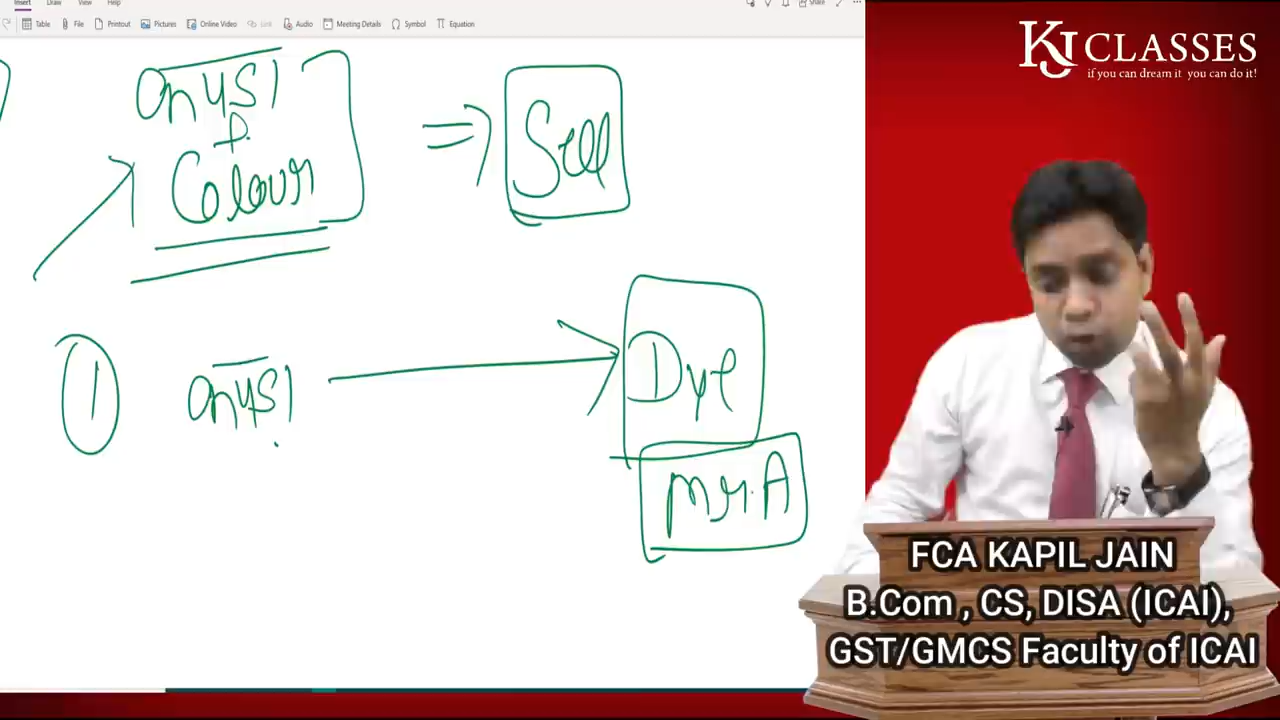 Insert Draw View Help
Share
Table File Printout Pictures Online Video Link Audio Meeting Details Symbol Equation
KJ CLASSES
if you can dream it you can do it!
Colour
Sell
1
Dye
Mr. A
FCA KAPIL JAIN
B.Com , CS, DISA (ICAI),
GST/GMCS Faculty of ICAI